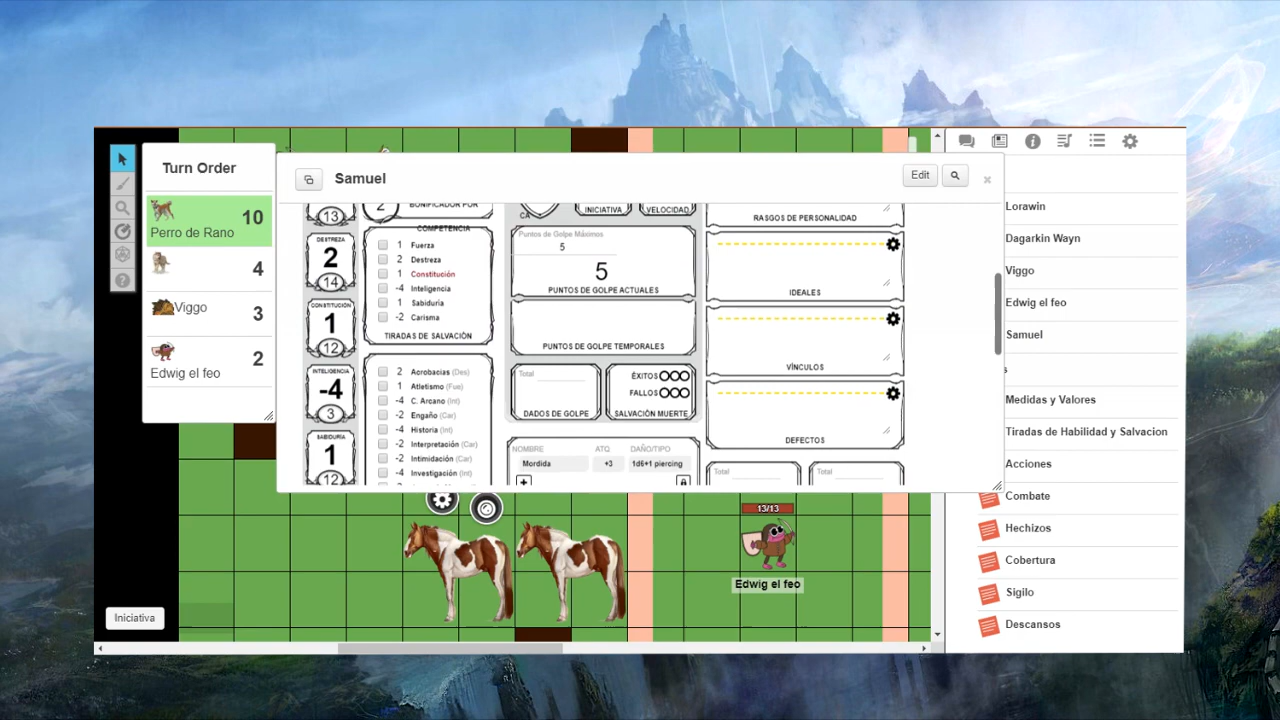 Turn Order
10
Perro de Rano
4
Viggo
3
2
Edwig el feo
Iniciativa
Samuel
Edit
×
13
2
BONIFICADOR POR
COMPETENCIA
DESTREZA
2
14
CONSTITUCIÓN
1
12
INTELIGENCIA
-4
3
SABIDURÍA
1
12
1 Fuerza
2 Destreza
1 Constitución
-4 Inteligencia
1 Sabiduria
-2 Carisma
TIRADAS DE SALVACIÓN
2 Acrobacias (Des)
1 Atletismo (Fue)
-4 C. Arcano (Int)
-2 Engaño (Car)
-4 Historia (Int)
-2 Interpretación (Car)
-2 Intimidación (Car)
-4 Investigación (Int)
CA
INICIATIVA
VELOCIDAD
Puntos de Golpe Máximos
5
5
PUNTOS DE GOLPE ACTUALES
PUNTOS DE GOLPE TEMPORALES
Total
DADOS DE GOLPE
ÉXITOS
FALLOS
SALVACIÓN MUERTE
NOMBRE ATQ DAÑO/TIPO
Mordida +3 1d6+1 piercing
RASGOS DE PERSONALIDAD
IDEALES
VÍNCULOS
DEFECTOS
Total
Total
13/13
Edwig el feo
Lorawin
Dagarkin Wayn
Viggo
Edwig el feo
Samuel
s
Medidas y Valores
Tiradas de Habilidad y Salvacion
Acciones
Combate
Hechizos
Cobertura
Sigilo
Descansos